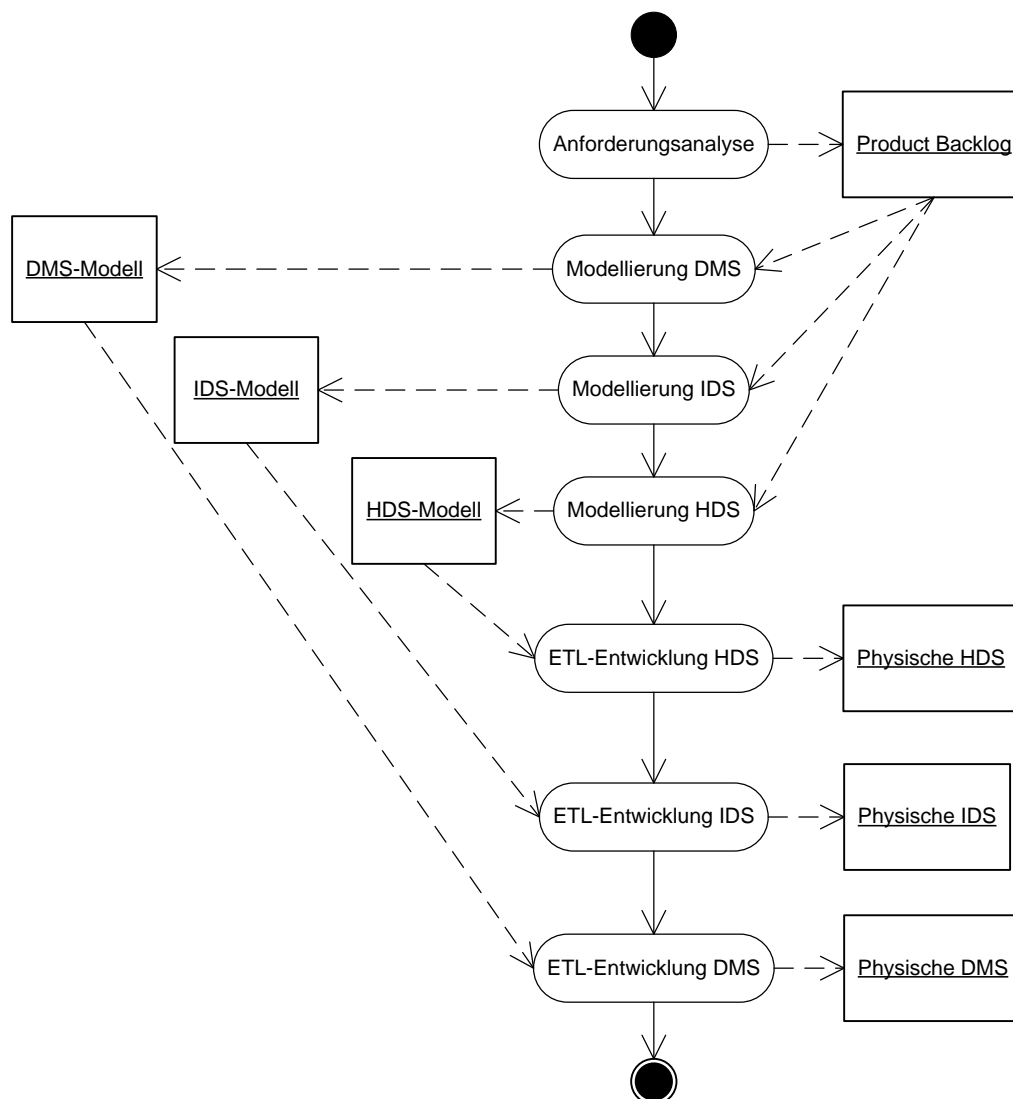 Anforderungsanalyse
Product Backlog
DMS-Modell
Modellierung DMS
IDS-Modell
Modellierung IDS
HDS-Modell
Modellierung HDS
ETL-Entwicklung HDS
Physische HDS
ETL-Entwicklung IDS
Physische IDS
ETL-Entwicklung DMS
Physische DMS